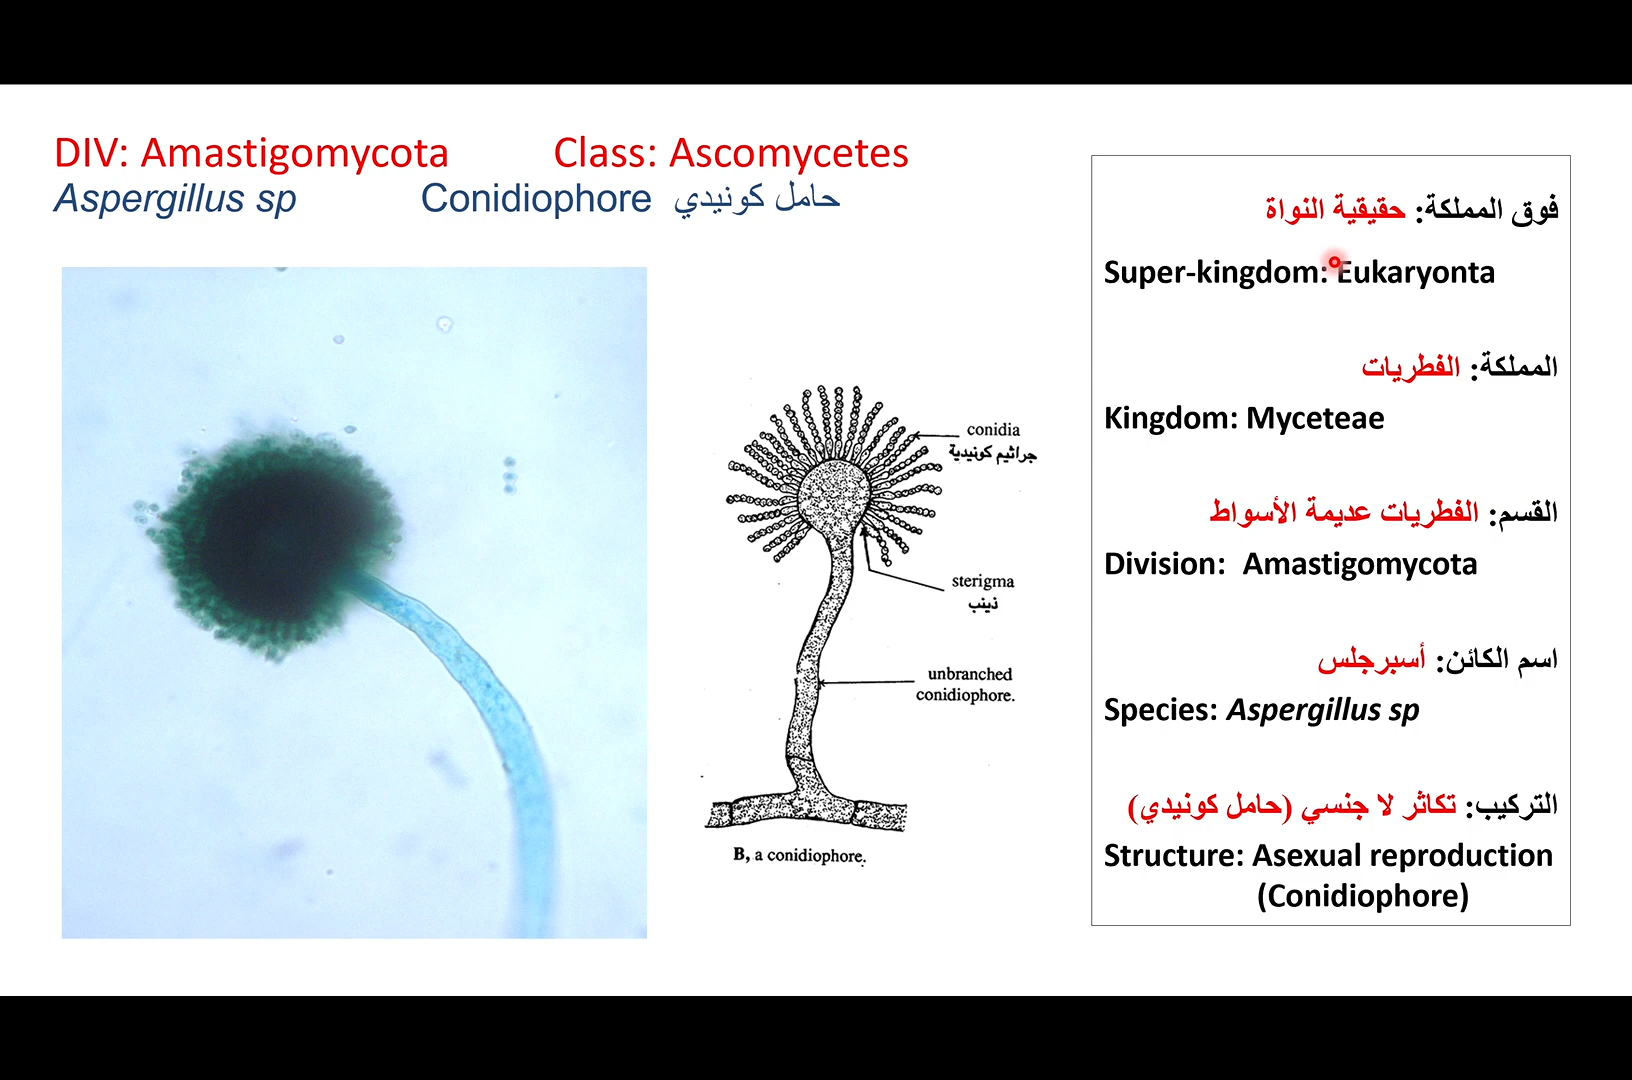 DIV: Amastigomycota Class: Ascomycetes
Aspergillus sp Conidiophore حامل كونيدي
conidia
جراثيم كونيدية
sterigma
ذينب
unbranched
conidiophore.
B, a conidiophore.
فوق المملكة: حقيقية النواة
Super-kingdom: Eukaryonta
المملكة: الفطريات
Kingdom: Myceteae
القسم: الفطريات عديمة الأسواط
Division: Amastigomycota
اسم الكائن: أسبرجلس
Species: Aspergillus sp
التركيب: تكاثر لا جنسي (حامل كونيدي)
Structure: Asexual reproduction
(Conidiophore)